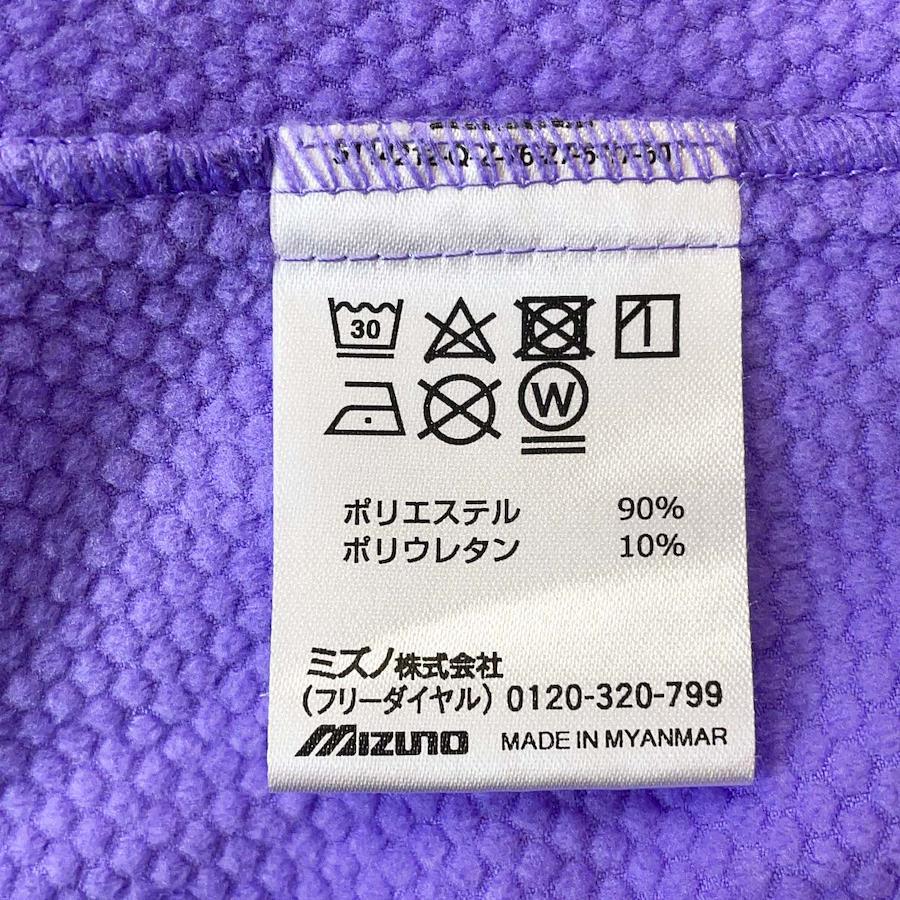 30
W
ポリエステル 90%
ポリウレタン 10%
ミズノ株式会社
(フリーダイヤル) 0120-320-799
MIZUNO MADE IN MYANMAR